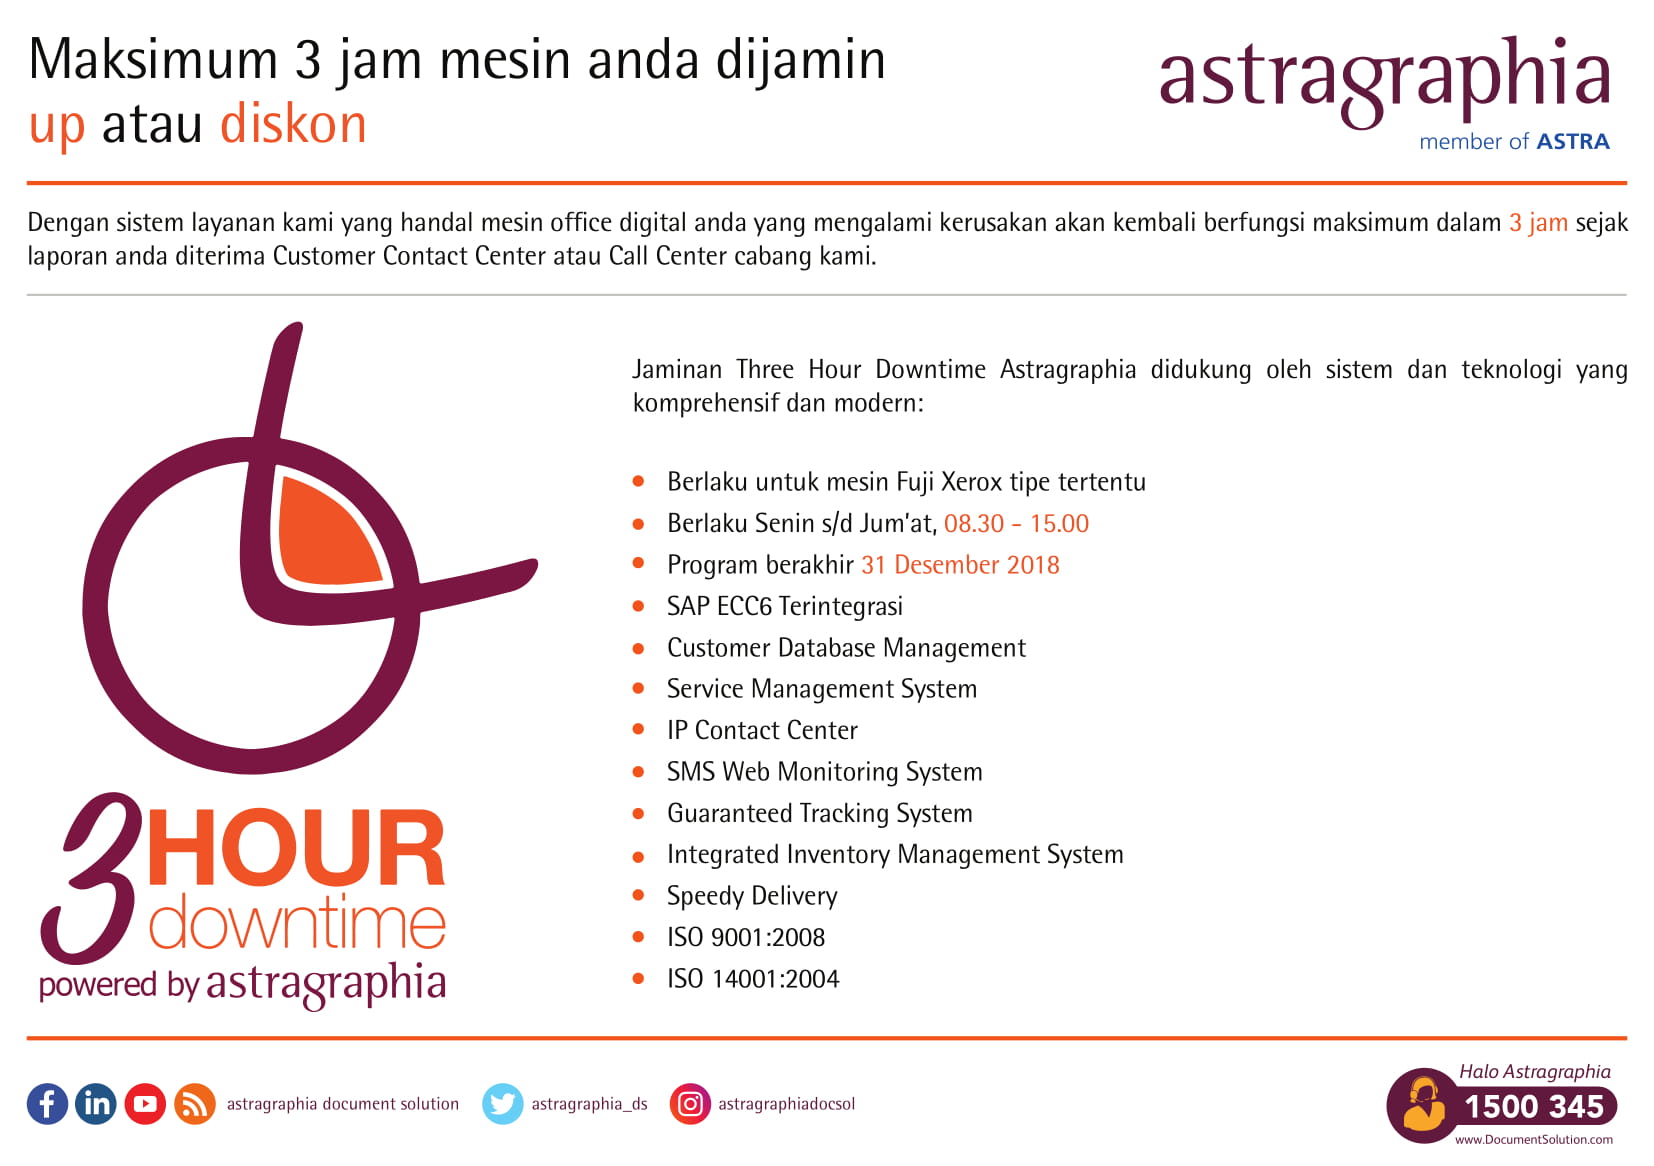 Maksimum 3 jam mesin anda dijamin
up atau diskon
astragraphia
member of ASTRA
Dengan sistem layanan kami yang handal mesin office digital anda yang mengalami kerusakan akan kembali berfungsi maksimum dalam 3 jam sejak
laporan anda diterima Customer Contact Center atau Call Center cabang kami.
Jaminan Three Hour Downtime Astragraphia didukung oleh sistem dan teknologi yang
komprehensif dan modern:
• Berlaku untuk mesin Fuji Xerox tipe tertentu
• Berlaku Senin s/d Jum'at, 08.30 - 15.00
• Program berakhir 31 Desember 2018
• SAP ECC6 Terintegrasi
• Customer Database Management
• Service Management System
• IP Contact Center
• SMS Web Monitoring System
• Guaranteed Tracking System
• Integrated Inventory Management System
• Speedy Delivery
• ISO 9001:2008
• ISO 14001:2004
3 HOUR
downtime
powered by astragraphia
astragraphia document solution
astragraphia_ds
astragraphiadocsol
Halo Astragraphia
1500 345
www.DocumentSolution.com